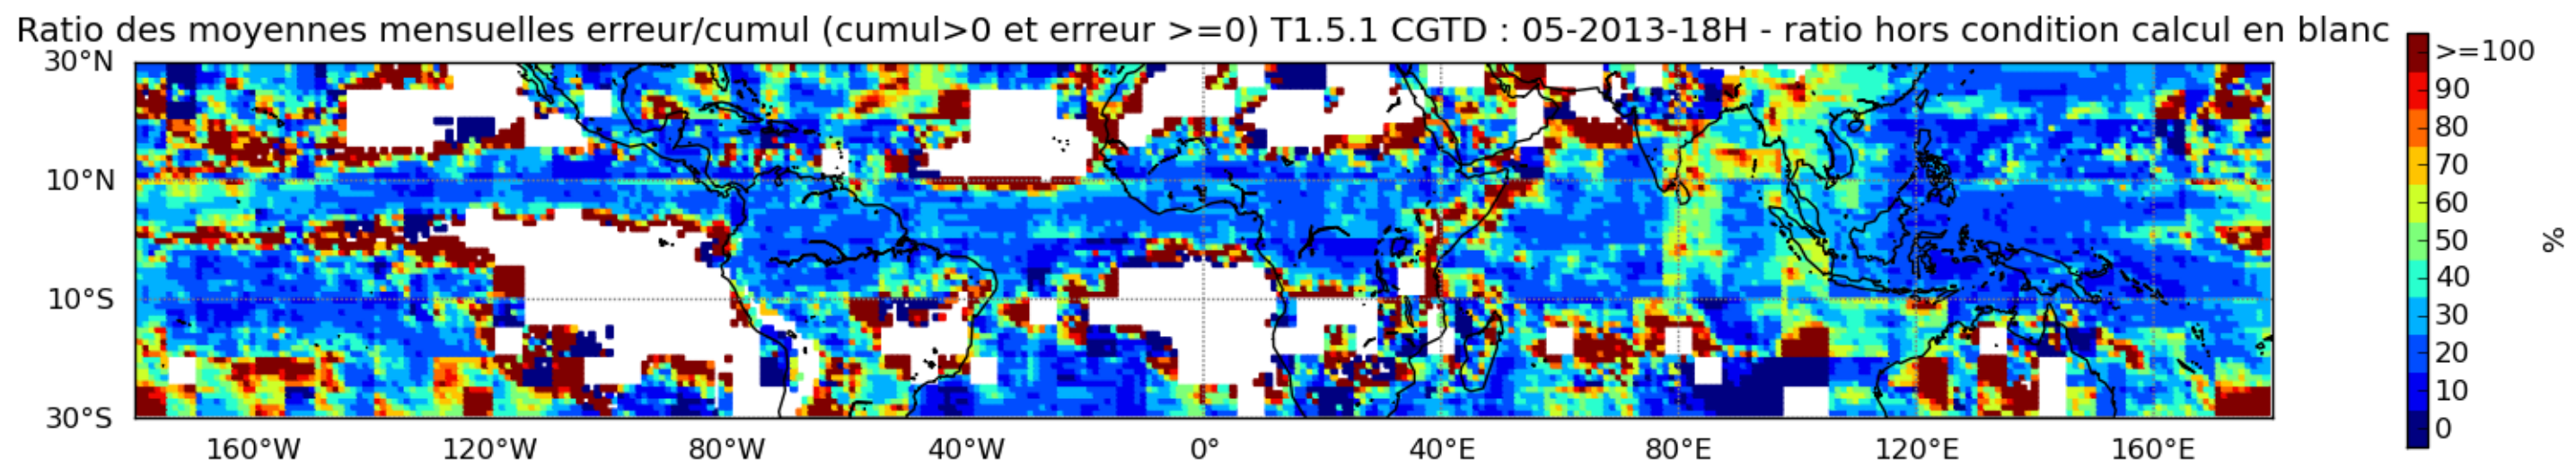 Ratio des moyennes mensuelles erreur/cumul (cumul>0 et erreur >=0) T1.5.1 CGTD : 05-2013-18H - ratio hors condition calcul en blanc
30°N
10°N
10°S
30°S
160°W 120°W 80°W 40°W 0° 40°E 80°E 120°E 160°E
>=100
90
80
70
60
50
40
30
20
10
0
%